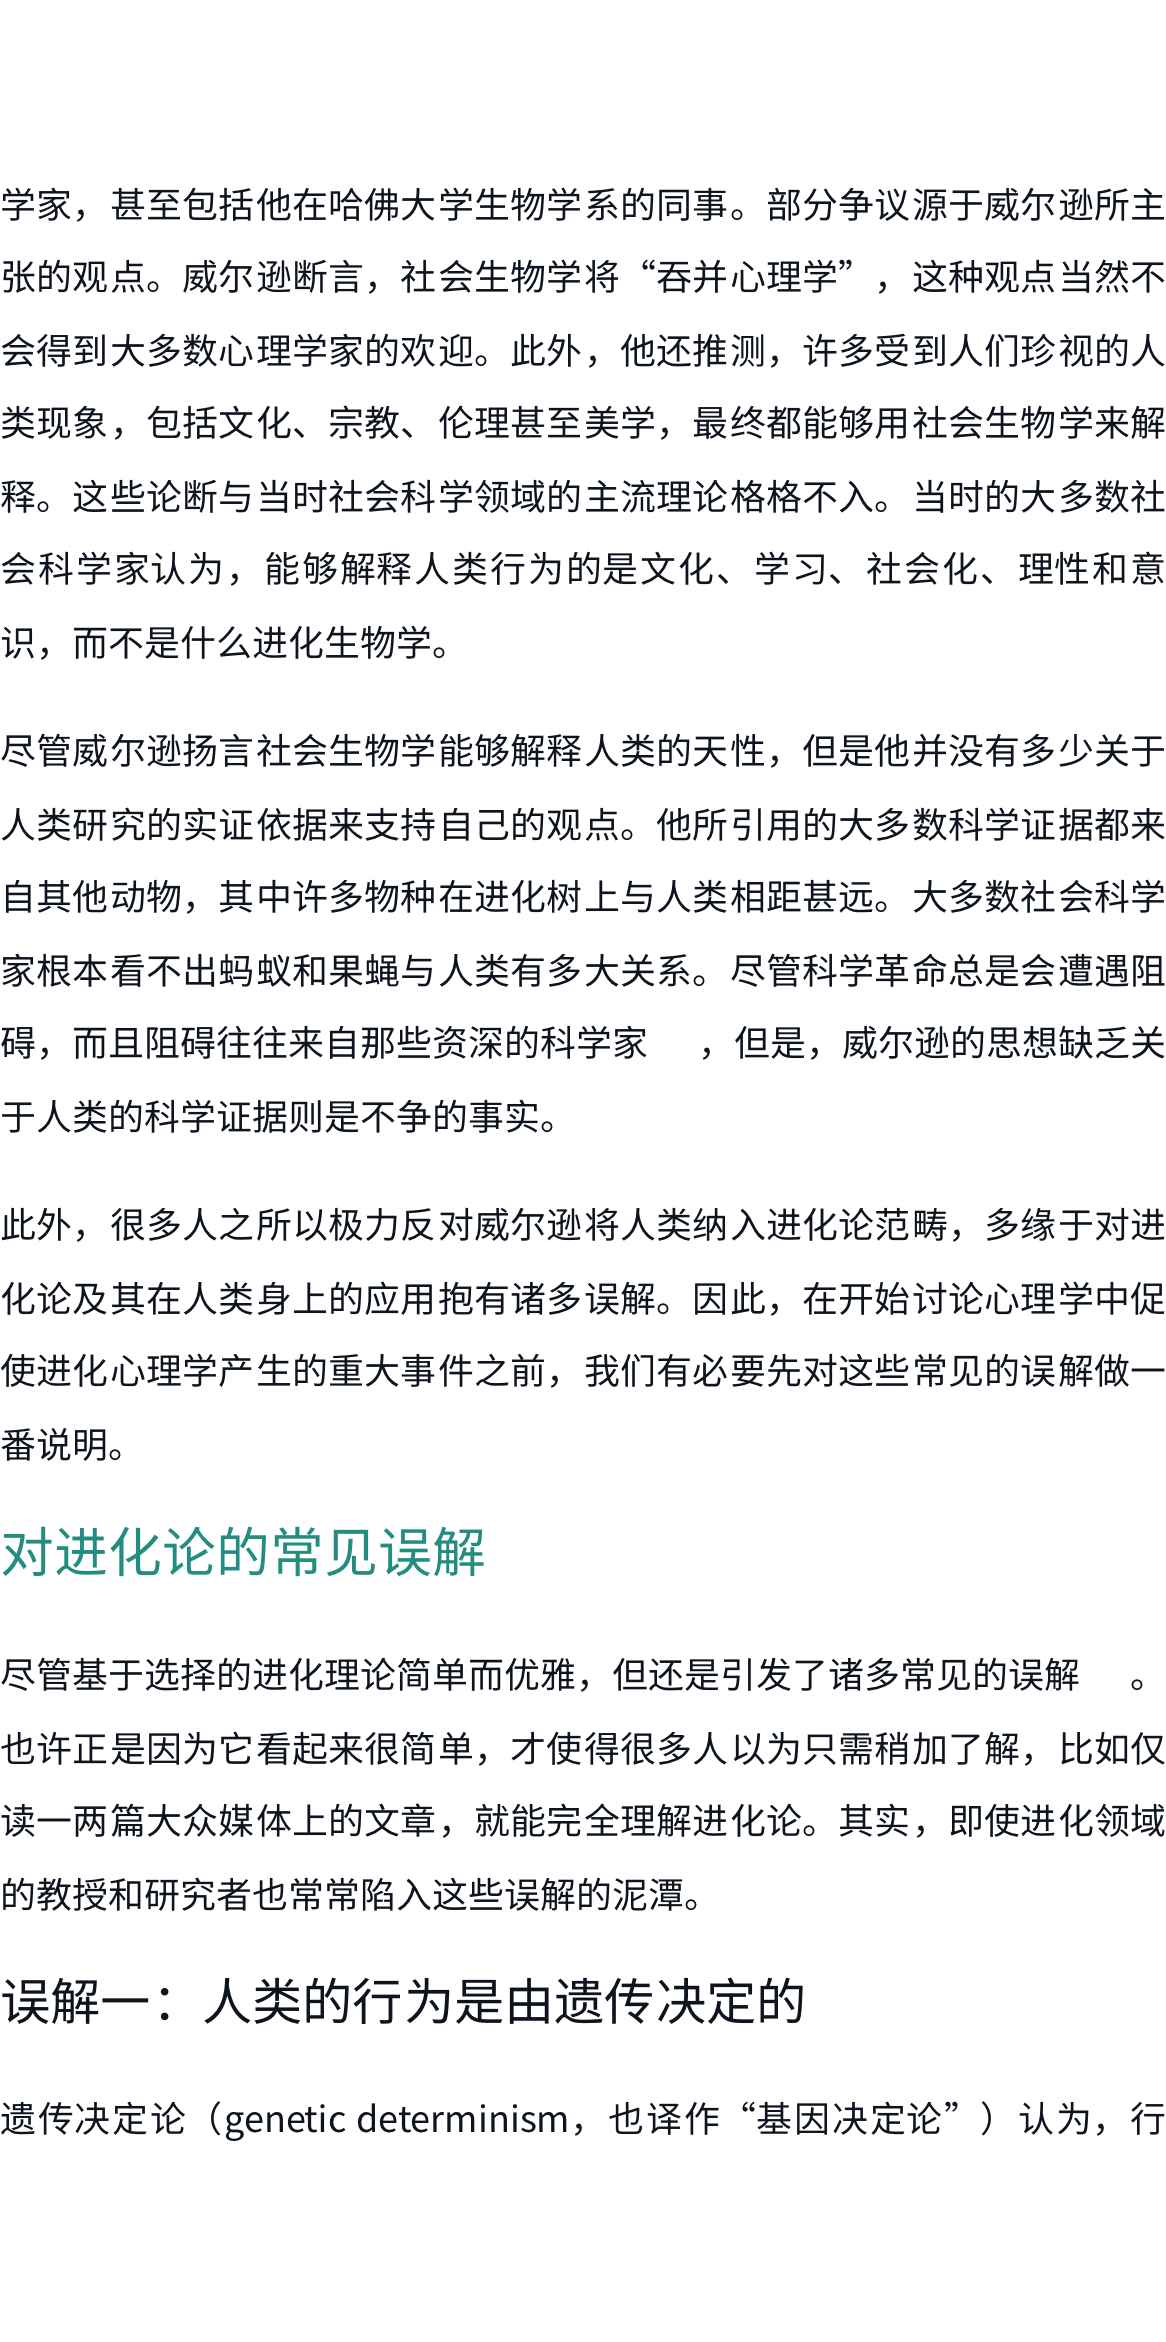 学家，甚至包括他在哈佛大学生物学系的同事。部分争议源于威尔逊所主
张的观点。威尔逊断言，社会生物学将“吞并心理学”，这种观点当然不
会得到大多数心理学家的欢迎。此外，他还推测，许多受到人们珍视的人
类现象，包括文化、宗教、伦理甚至美学，最终都能够用社会生物学来解
释。这些论断与当时社会科学领域的主流理论格格不入。当时的大多数社
会科学家认为，能够解释人类行为的是文化、学习、社会化、理性和意
识，而不是什么进化生物学。
尽管威尔逊扬言社会生物学能够解释人类的天性，但是他并没有多少关于
人类研究的实证依据来支持自己的观点。他所引用的大多数科学证据都来
自其他动物，其中许多物种在进化树上与人类相距甚远。大多数社会科学
家根本看不出蚂蚁和果蝇与人类有多大关系。尽管科学革命总是会遭遇阻
碍，而且阻碍往往来自那些资深的科学家 ，但是，威尔逊的思想缺乏关
于人类的科学证据则是不争的事实。
此外，很多人之所以极力反对威尔逊将人类纳入进化论范畴，多缘于对进
化论及其在人类身上的应用抱有诸多误解。因此，在开始讨论心理学中促
使进化心理学产生的重大事件之前，我们有必要先对这些常见的误解做一
番说明。
对进化论的常见误解
尽管基于选择的进化理论简单而优雅，但还是引发了诸多常见的误解 。
也许正是因为它看起来很简单，才使得很多人以为只需稍加了解，比如仅
读一两篇大众媒体上的文章，就能完全理解进化论。其实，即使进化领域
的教授和研究者也常常陷入这些误解的泥潭。
误解一：人类的行为是由遗传决定的
遗传决定论（genetic determinism，也译作“基因决定论”）认为，行